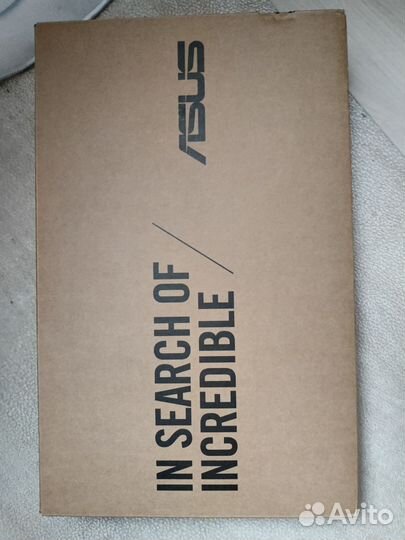 IN SEARCH OF
INCREDIBLE
ASUS
Avito